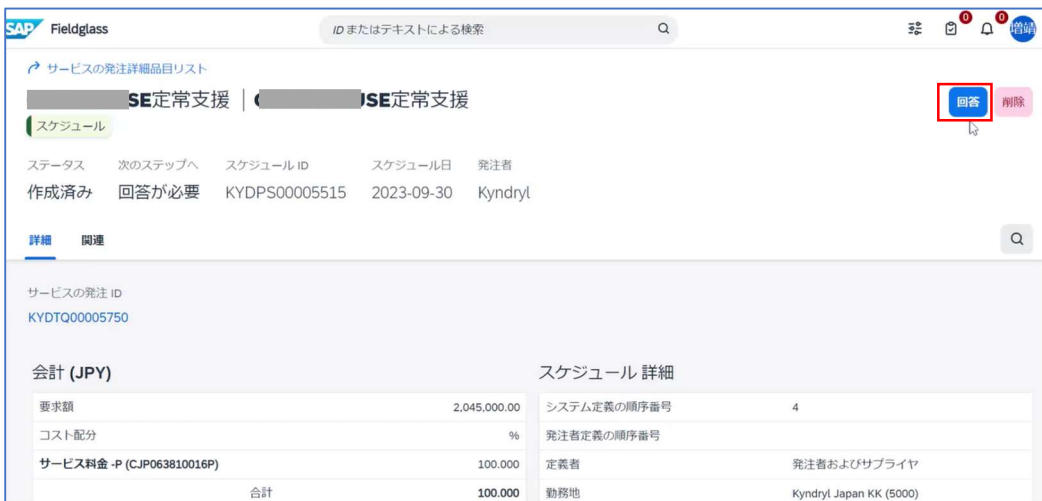 SAP Fieldglass
IDまたはテキストによる検索
0
0
増靖
サービスの発注詳細品目リスト
SE定常支援 | USE定常支援
回答 削除
スケジュール
ステータス 次のステップへ スケジュール ID スケジュール日 発注者
作成済み 回答が必要 KYDPS00005515 2023-09-30 Kyndryl
詳細 関連
サービスの発注 ID
KYDTQ00005750
会計 (JPY)
要求額 2,045,000.00
コスト配分 %
サービス料金 -P (CJP063810016P) 100.000
合計 100.000
スケジュール 詳細
システム定義の順序番号 4
発注者定義の順序番号
定義者 発注者およびサプライヤ
勤務地 Kyndryl Japan KK (5000)